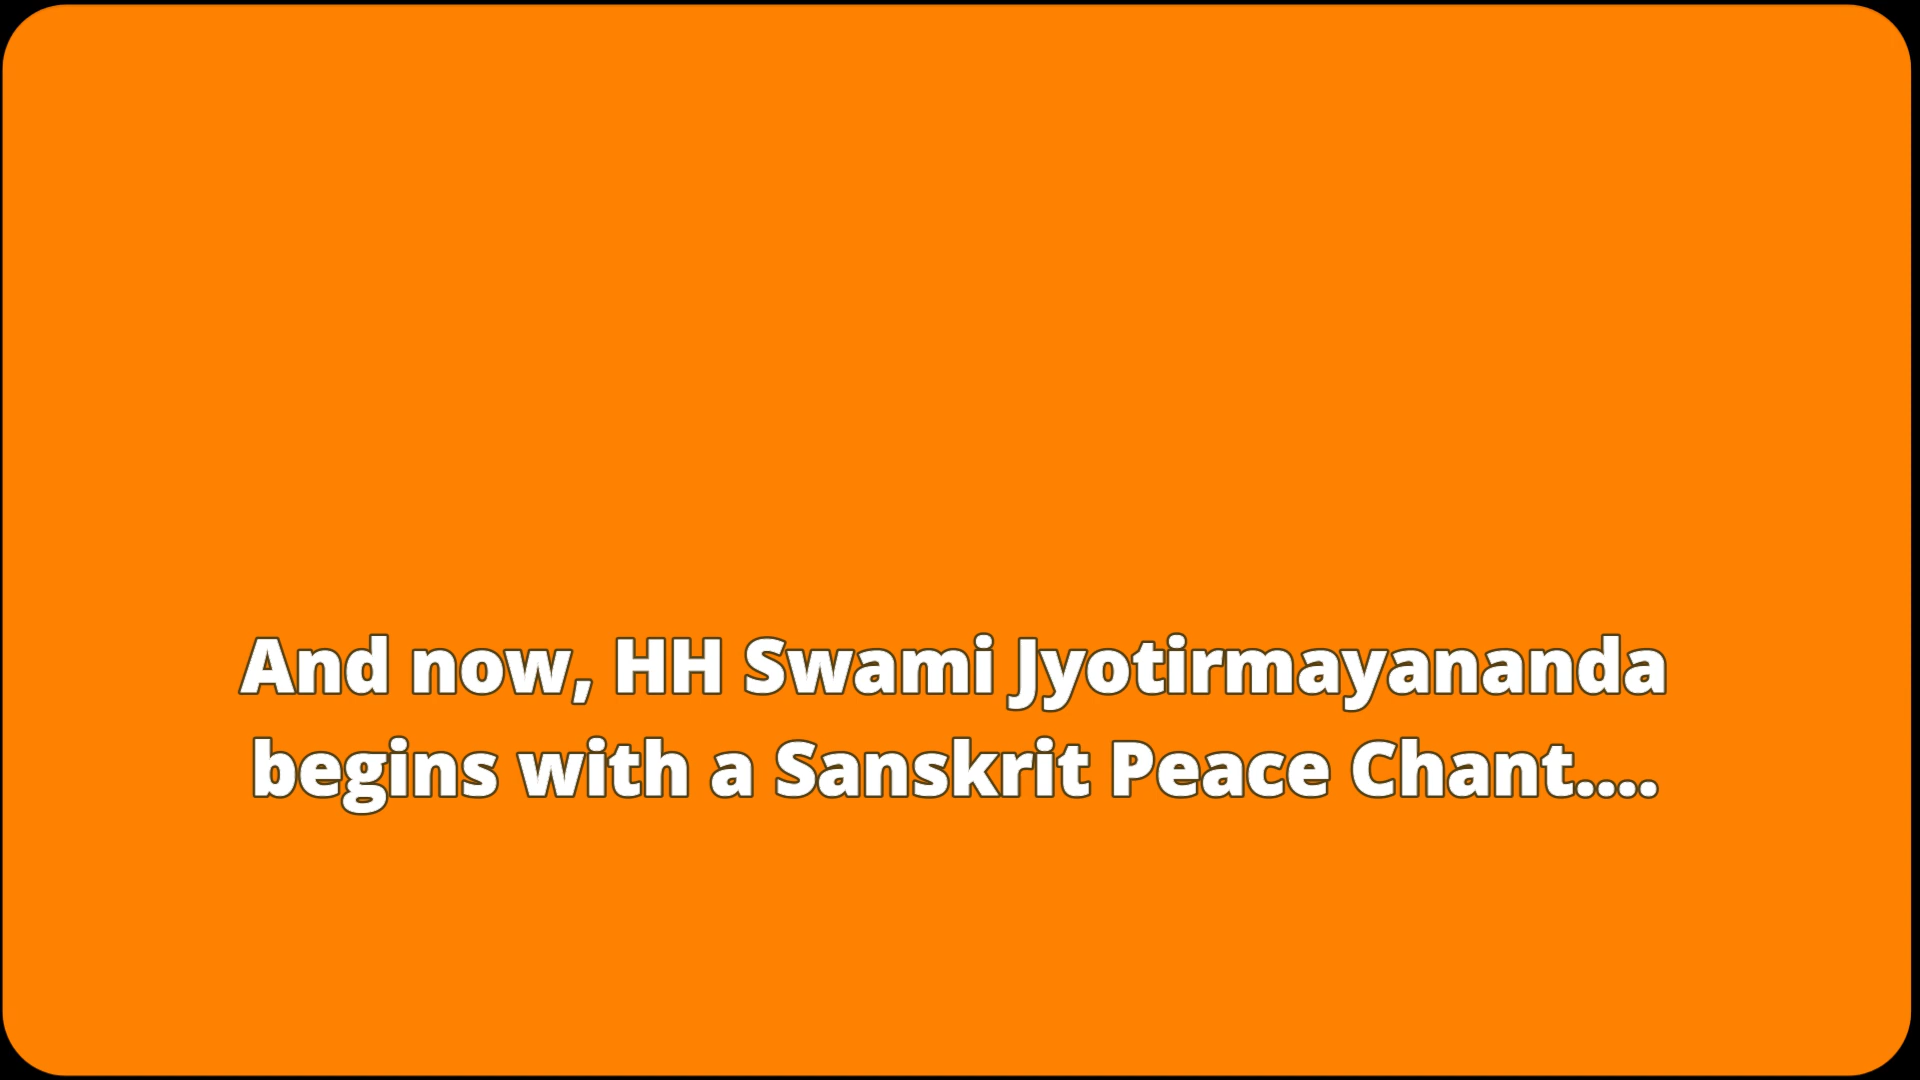 And now, HH Swami Jyotirmayananda
begins with a Sanskrit Peace Chant....